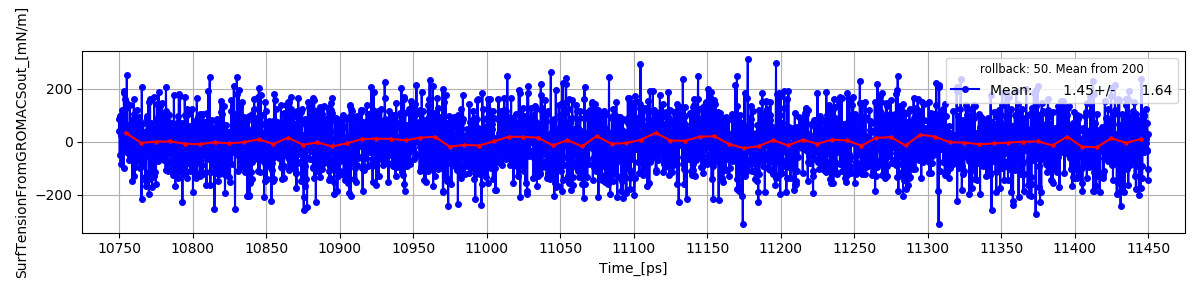 SurfTensionFromGROMACSout_[mN/m]
200
0
−200
rollback: 50. Mean from 200
Mean: 1.45+/- 1.64
10750 10800 10850 10900 10950 11000 11050 11100 11150 11200 11250 11300 11350 11400 11450
Time_[ps]